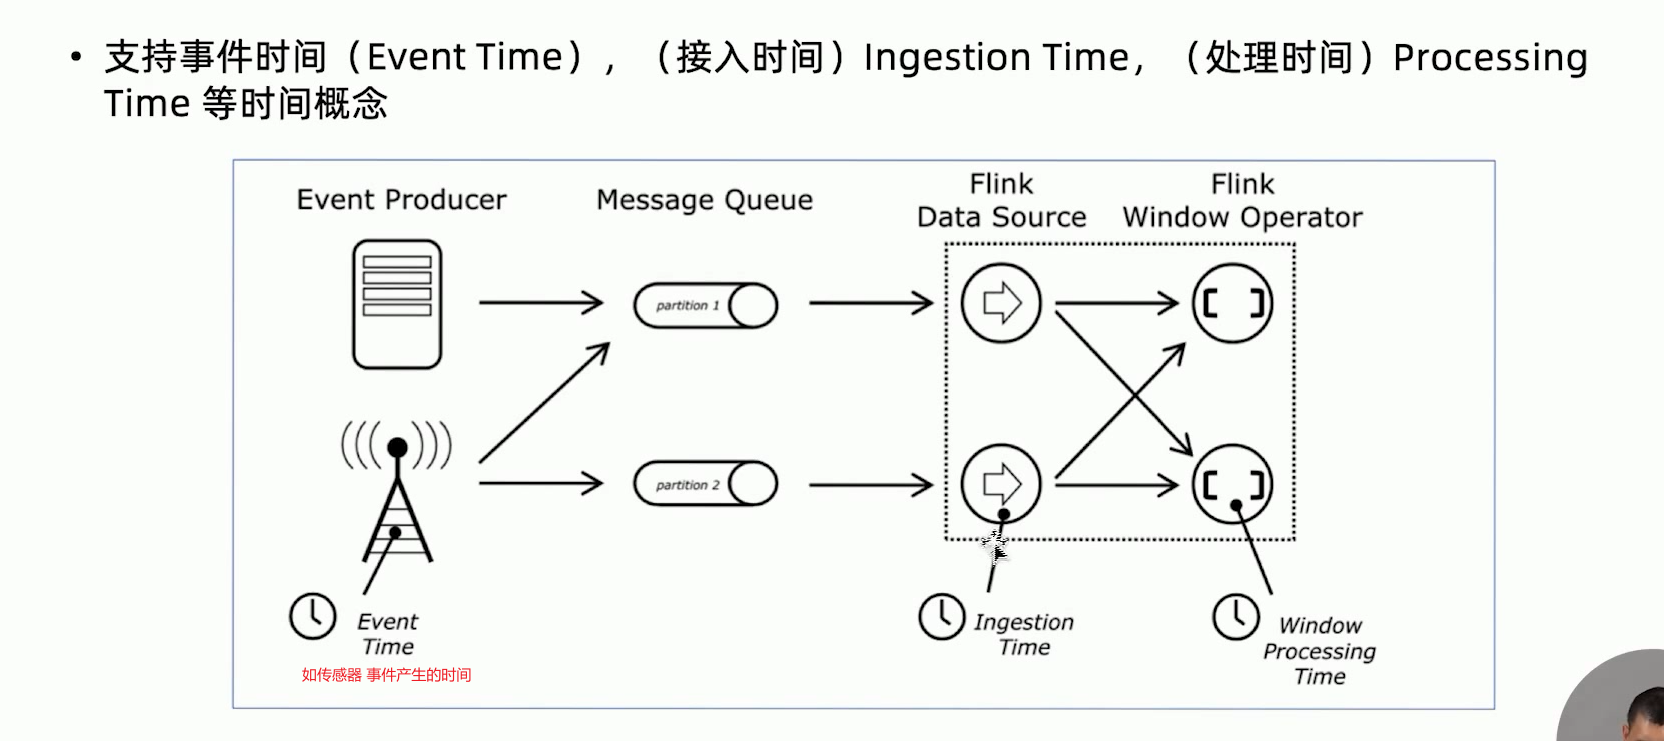 • 支持事件时间（Event Time），（接入时间）Ingestion Time，（处理时间）Processing
Time 等时间概念
Event Producer
Message Queue
Flink
Data Source
Flink
Window Operator
partition 1
partition 2
Event
Time
如传感器 事件产生的时间
Ingestion
Time
Window
Processing
Time